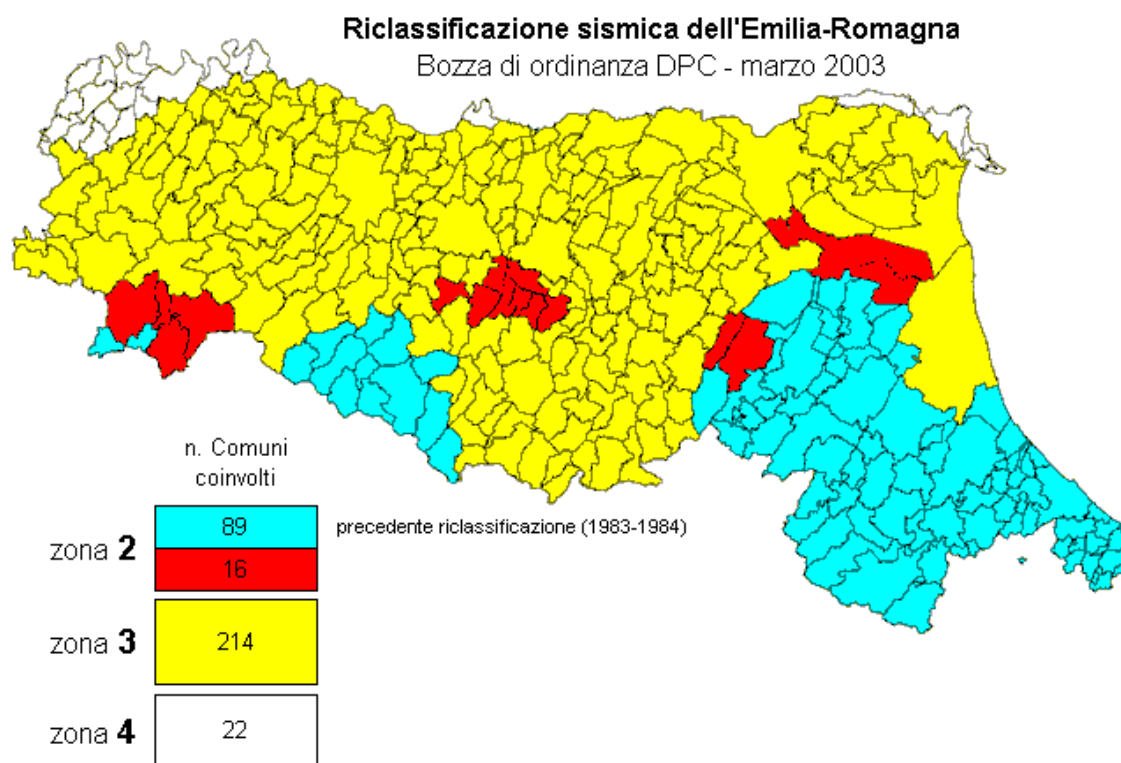 Riclassificazione sismica dell'Emilia-Romagna
Bozza di ordinanza DPC - marzo 2003
n. Comuni
coinvolti
zona 2
89
precedente riclassificazione (1983-1984)
16
zona 3
214
zona 4
22